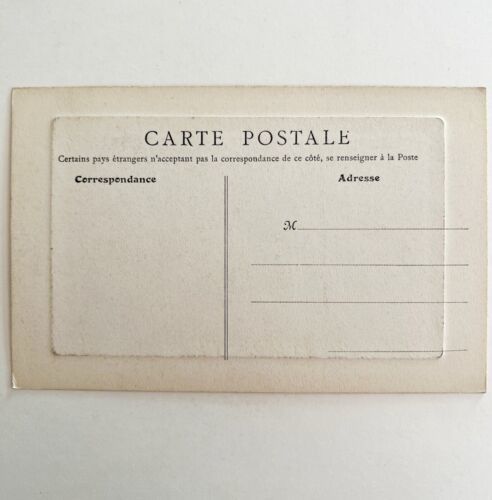 CARTE POSTALE
Certains pays étrangers n'acceptant pas la correspondance de ce côté, se renseigner à la Poste
Correspondance
Adresse
M